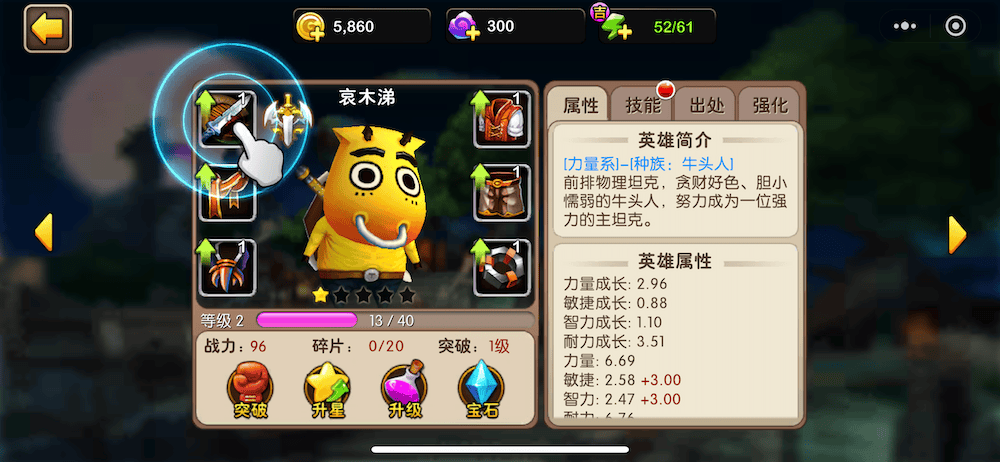 5,860
300
吉
52/61
哀木涕
1
1
1
1
1
1
等级 2
13 / 40
战力: 96
碎片: 0/20
突破: 1级
突破
升星
升级
宝石
属性
技能
出处
强化
英雄简介
[力量系]-[种族：牛头人]
前排物理坦克，贪财好色、胆小
懦弱的牛头人，努力成为一位强
力的主坦克。
英雄属性
力量成长: 2.96
敏捷成长: 0.88
智力成长: 1.10
耐力成长: 3.51
力量: 6.69
敏捷: 2.58 +3.00
智力: 2.47 +3.00
耐力: 6.76